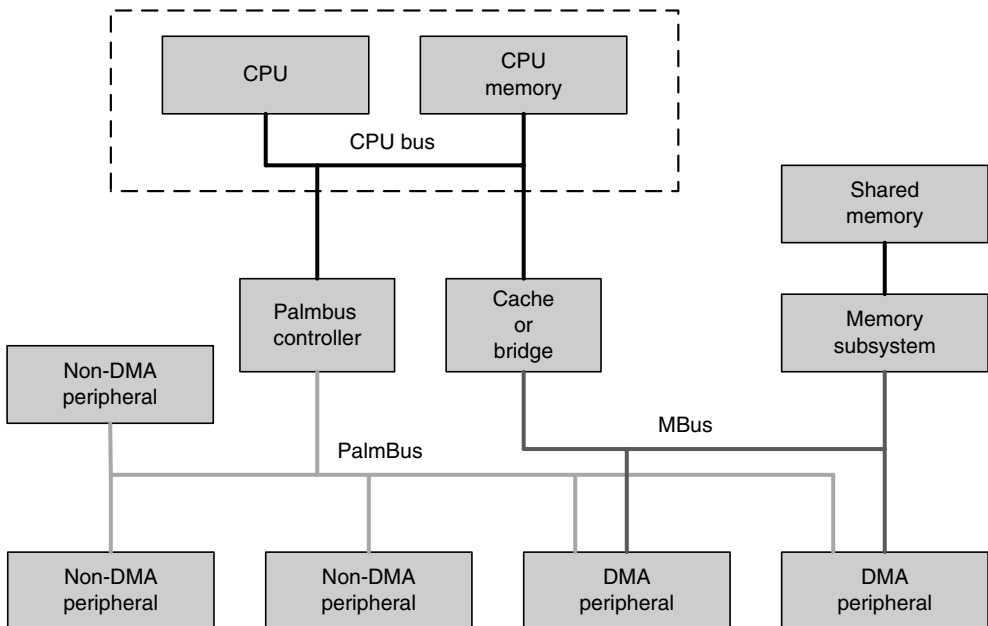 CPU
CPU
memory
CPU bus
Shared
memory
Palmbus
controller
Cache
or
bridge
Memory
subsystem
Non-DMA
peripheral
MBus
PalmBus
Non-DMA
peripheral
Non-DMA
peripheral
DMA
peripheral
DMA
peripheral